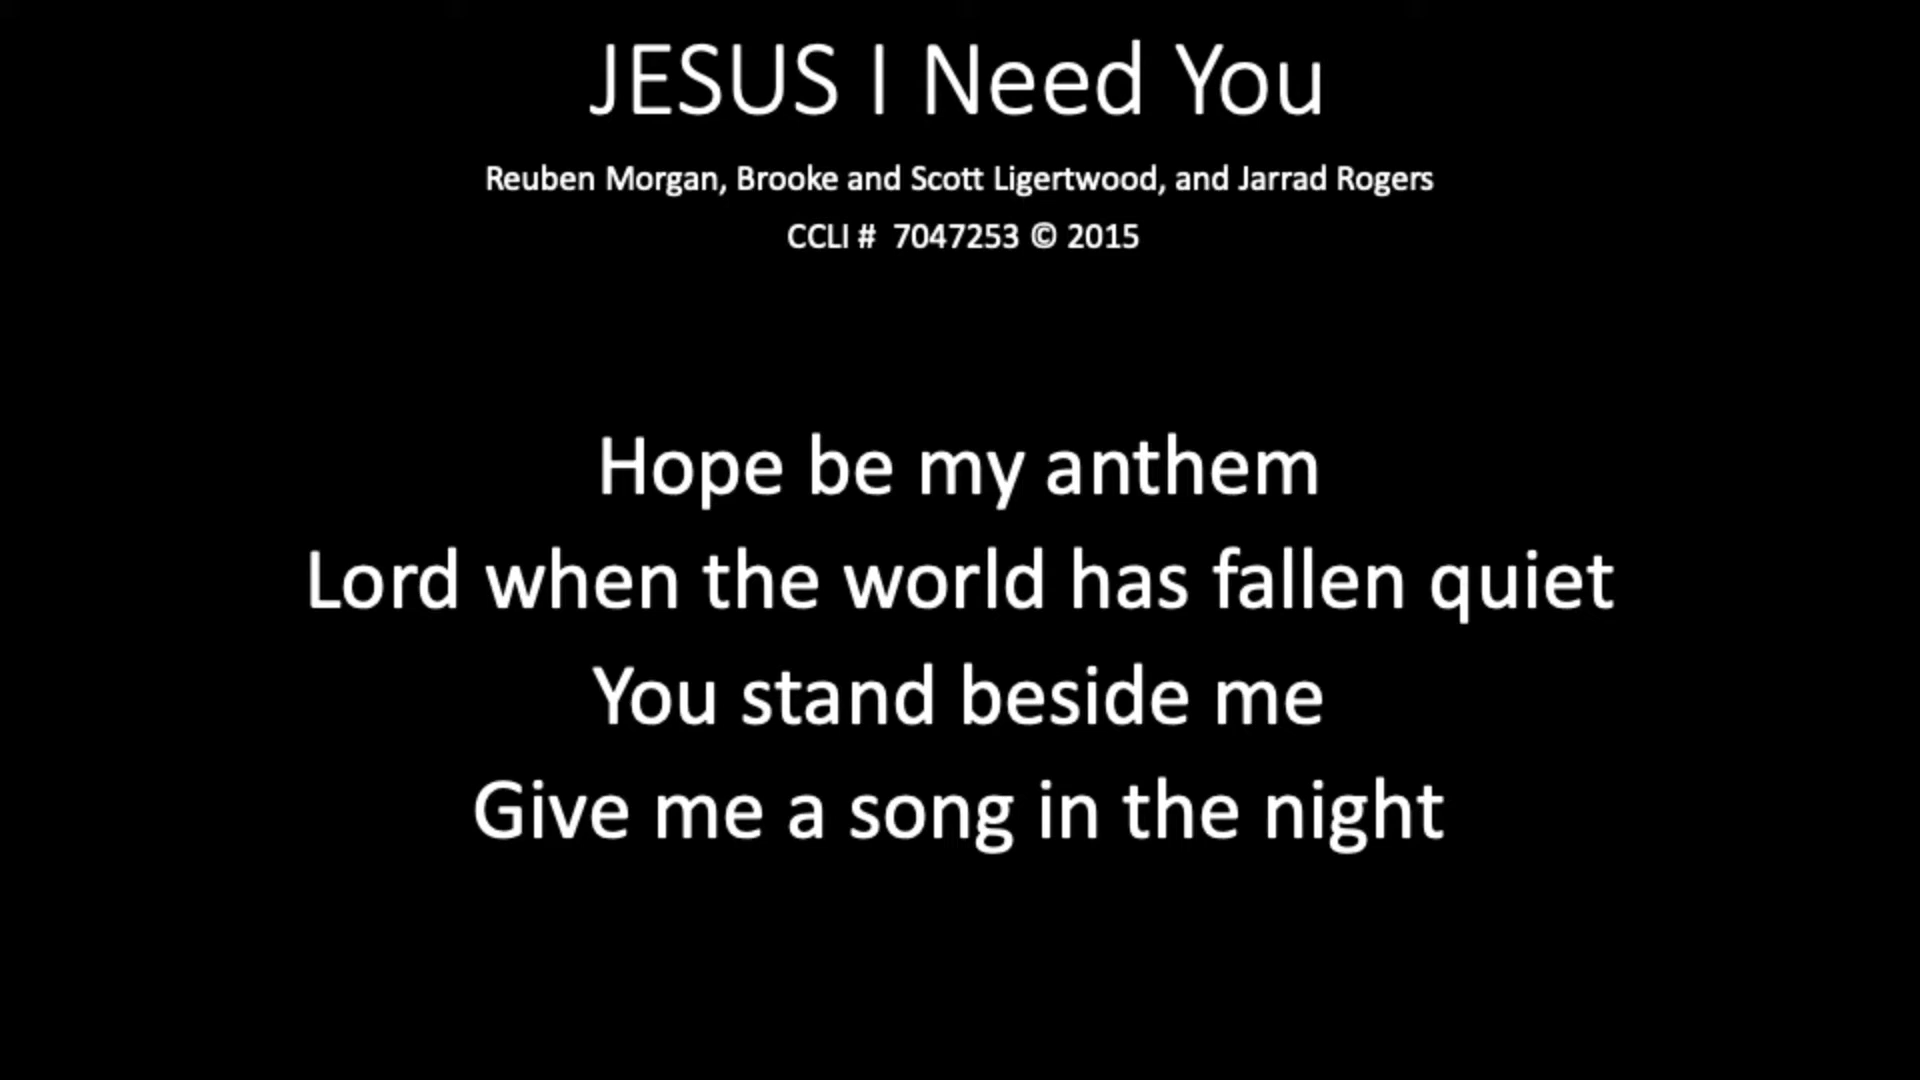 JESUS I Need You
Reuben Morgan, Brooke and Scott Ligertwood, and Jarrad Rogers
CCLI # 7047253 © 2015
Hope be my anthem
Lord when the world has fallen quiet
You stand beside me
Give me a song in the night